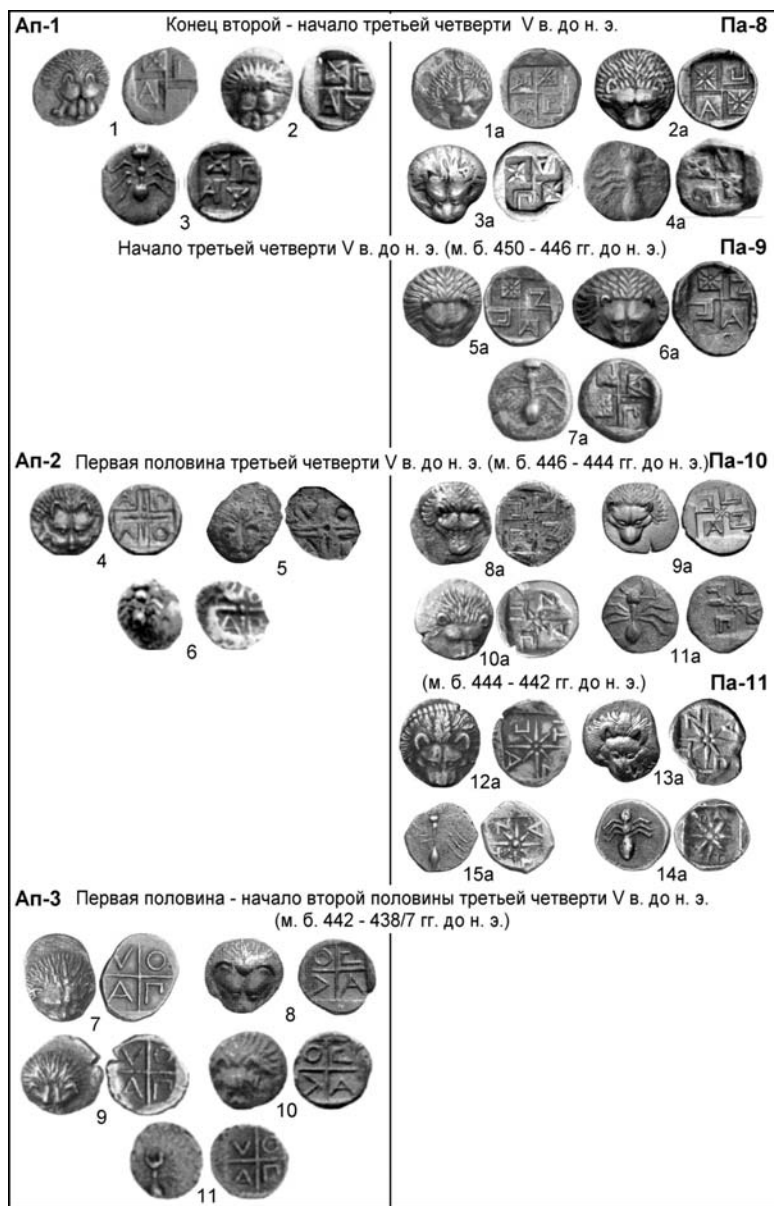 Ап-1 Конец второй - начало третьей четверти V в. до н. э. Па-8
1 2 1а 2а
3 3а 4а
Начало третьей четверти V в. до н. э. (м. б. 450 - 446 гг. до н. э.) Па-9
5а 6а
7а
Ап-2 Первая половина третьей четверти V в. до н. э. (м. б. 446 - 444 гг. до н. э.) Па-10
4 5 8а 9а
6 10а 11а
(м. б. 444 - 442 гг. до н. э.) Па-11
12а 13а
15а 14а
Ап-3 Первая половина - начало второй половины третьей четверти V в. до н. э.
(м. б. 442 - 438/7 гг. до н. э.)
7 8
9 10
11